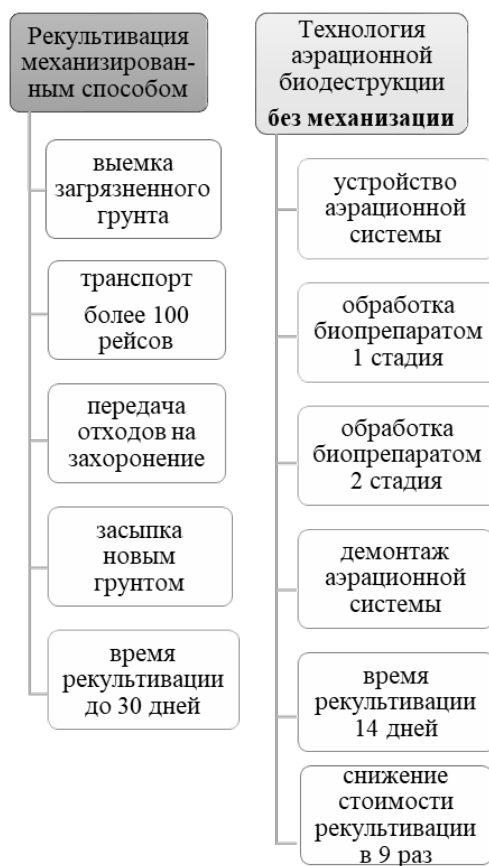 Рекультивация
механизирован-
ным способом
выемка
загрязненного
грунта
транспорт
более 100
рейсов
передача
отходов на
захоронение
засыпка
новым
грунтом
время
рекультивации
до 30 дней
Технология
аэрационной
биодеструкции
без механизации
устройство
аэрационной
системы
обработка
биопрепаратом
1 стадия
обработка
биопрепаратом
2 стадия
демонтаж
аэрационной
системы
время
рекультивации
14 дней
снижение
стоимости
рекультивации
в 9 раз